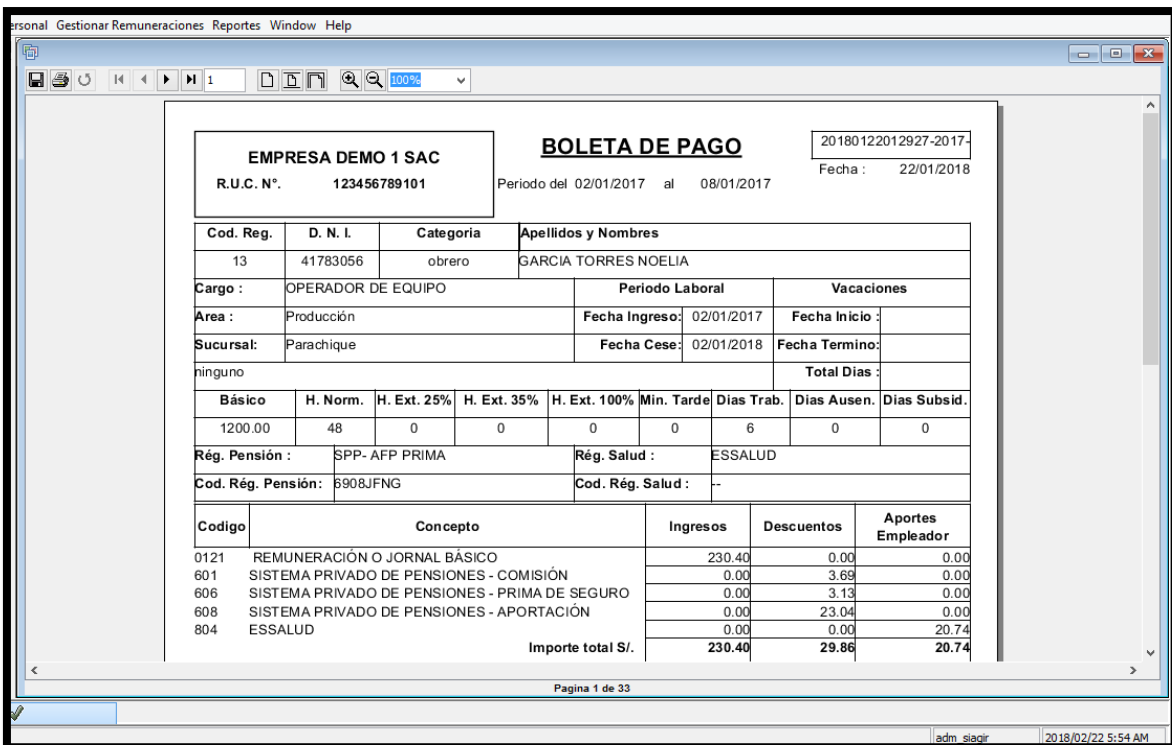 ersonal Gestionar Remuneraciones Reportes Window Help
1 100%
EMPRESA DEMO 1 SAC
R.U.C. N°. 123456789101
BOLETA DE PAGO
Periodo del 02/01/2017 al 08/01/2017
20180122012927-2017-
Fecha : 22/01/2018
Cod. Reg. D. N. I. Categoria Apellidos y Nombres
13 41783056 obrero GARCIA TORRES NOELIA
Cargo : OPERADOR DE EQUIPO Periodo Laboral Vacaciones
Area : Producción Fecha Ingreso: 02/01/2017 Fecha Inicio :
Sucursal: Parachique Fecha Cese: 02/01/2018 Fecha Termino:
ninguno Total Dias :
Básico H. Norm. H. Ext. 25% H. Ext. 35% H. Ext. 100% Min. Tarde Dias Trab. Dias Ausen. Dias Subsid.
1200.00 48 0 0 0 0 6 0 0
Rég. Pensión : SPP- AFP PRIMA Rég. Salud : ESSALUD
Cod. Rég. Pensión: 6908JFNG Cod. Rég. Salud : --
Codigo Concepto Ingresos Descuentos Aportes Empleador
0121 REMUNERACIÓN O JORNAL BÁSICO 230.40 0.00 0.00
601 SISTEMA PRIVADO DE PENSIONES - COMISIÓN 0.00 3.69 0.00
606 SISTEMA PRIVADO DE PENSIONES - PRIMA DE SEGURO 0.00 3.13 0.00
608 SISTEMA PRIVADO DE PENSIONES - APORTACIÓN 0.00 23.04 0.00
804 ESSALUD 0.00 0.00 20.74
Importe total S/. 230.40 29.86 20.74
Pagina 1 de 33
adm_siagir 2018/02/22 5:54 AM